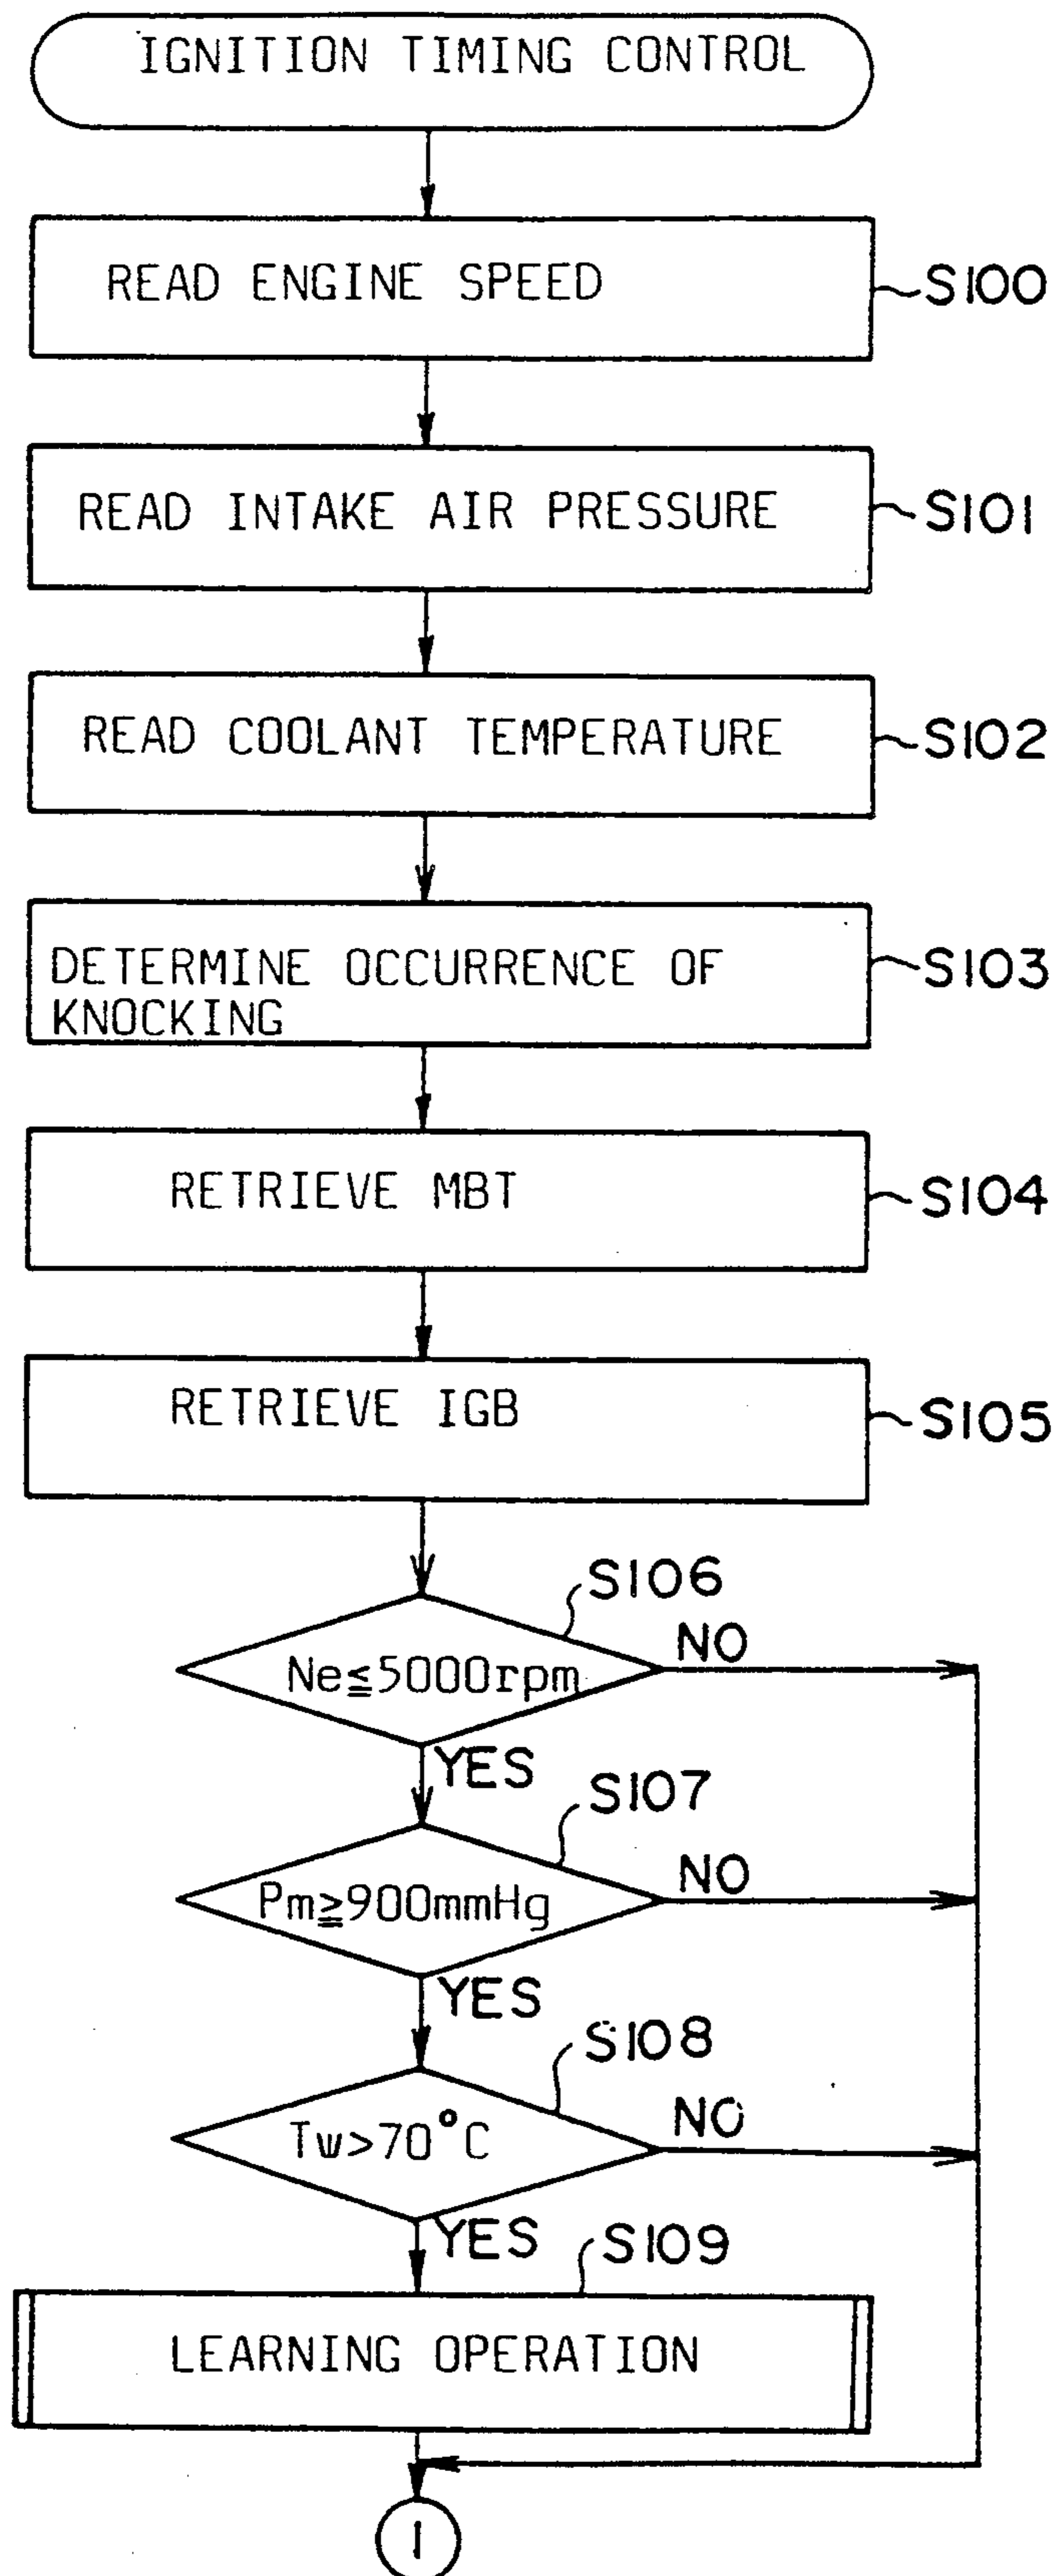 IGNITION TIMING CONTROL
READ ENGINE SPEED
S100
READ INTAKE AIR PRESSURE
S101
READ COOLANT TEMPERATURE
S102
DETERMINE OCCURRENCE OF
KNOCKING
S103
RETRIEVE MBT
S104
RETRIEVE IGB
S105
S106
Ne≦5000rpm
NO
YES
S107
Pm≧900mmHg
NO
YES
S108
Tw>70°C
NO
YES
S109
LEARNING OPERATION
1